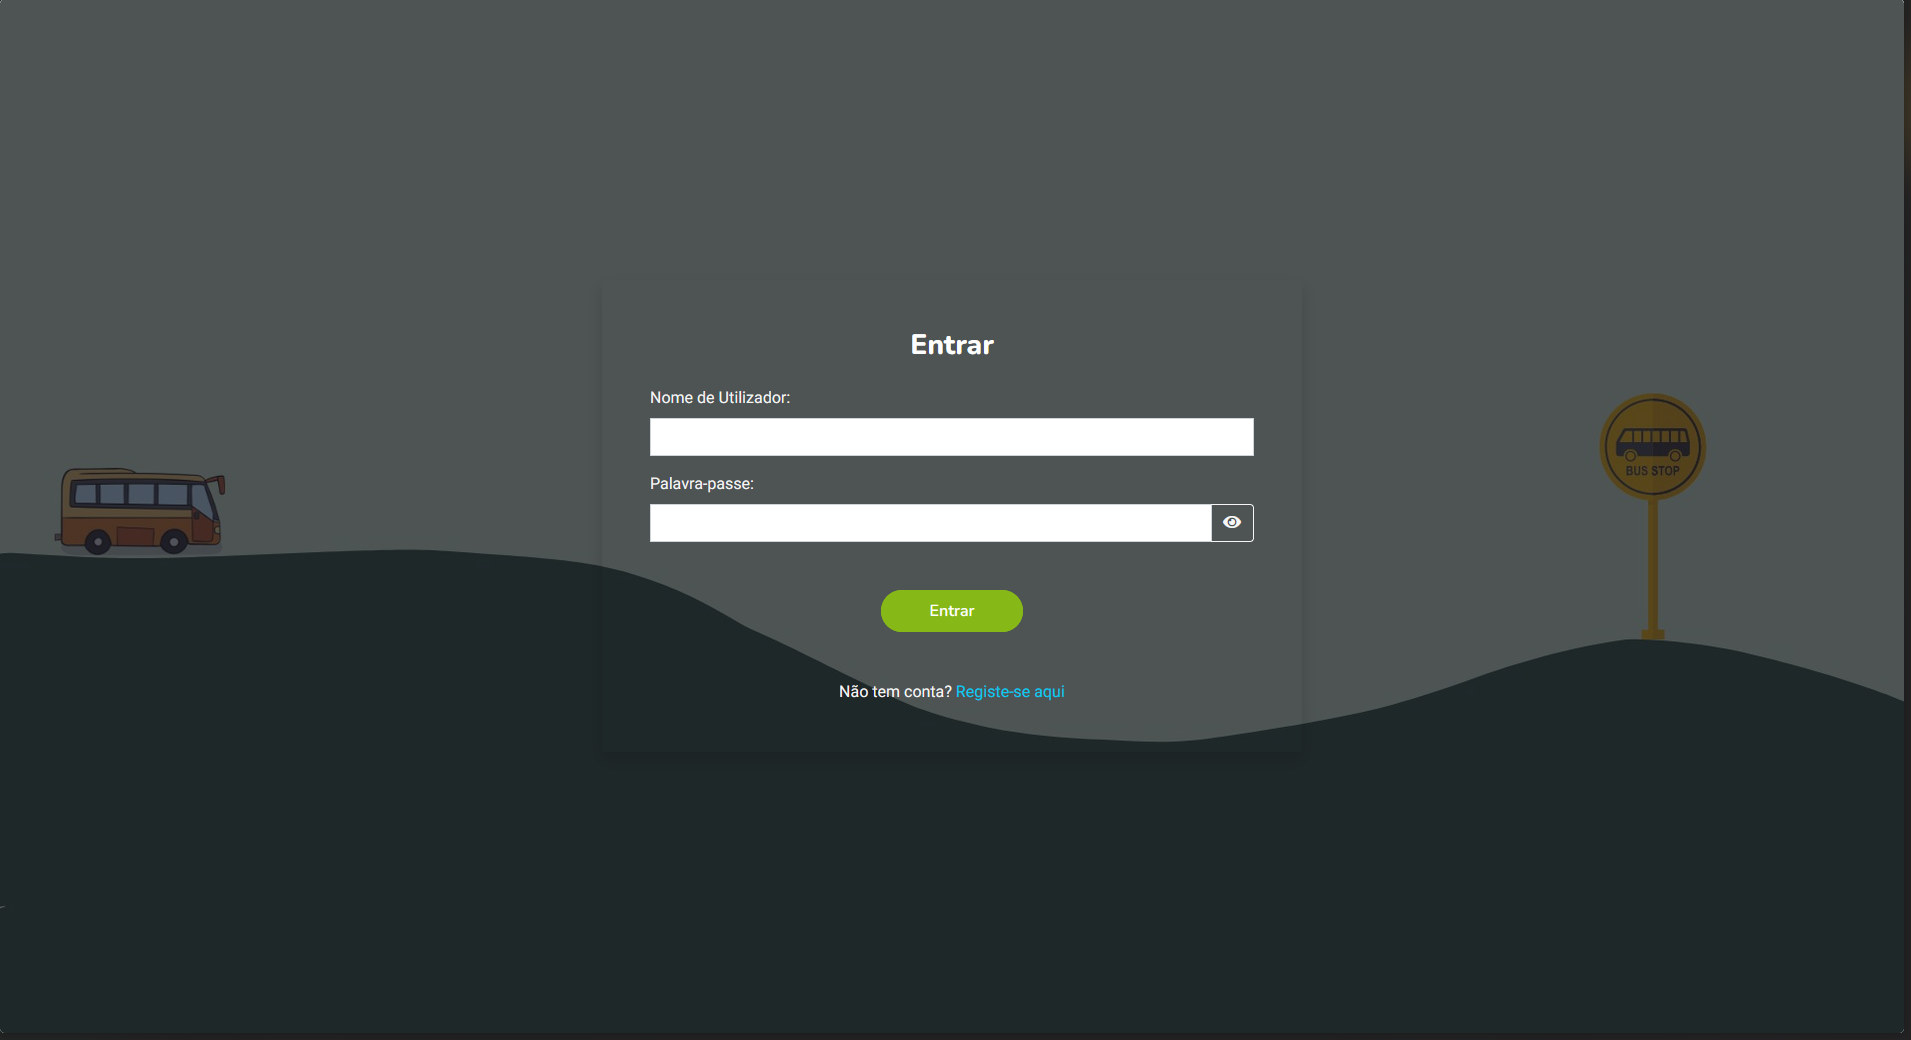 Entrar
Nome de Utilizador:
Palavra-passe:
BUS STOP
Entrar
Não tem conta? Registe-se aqui